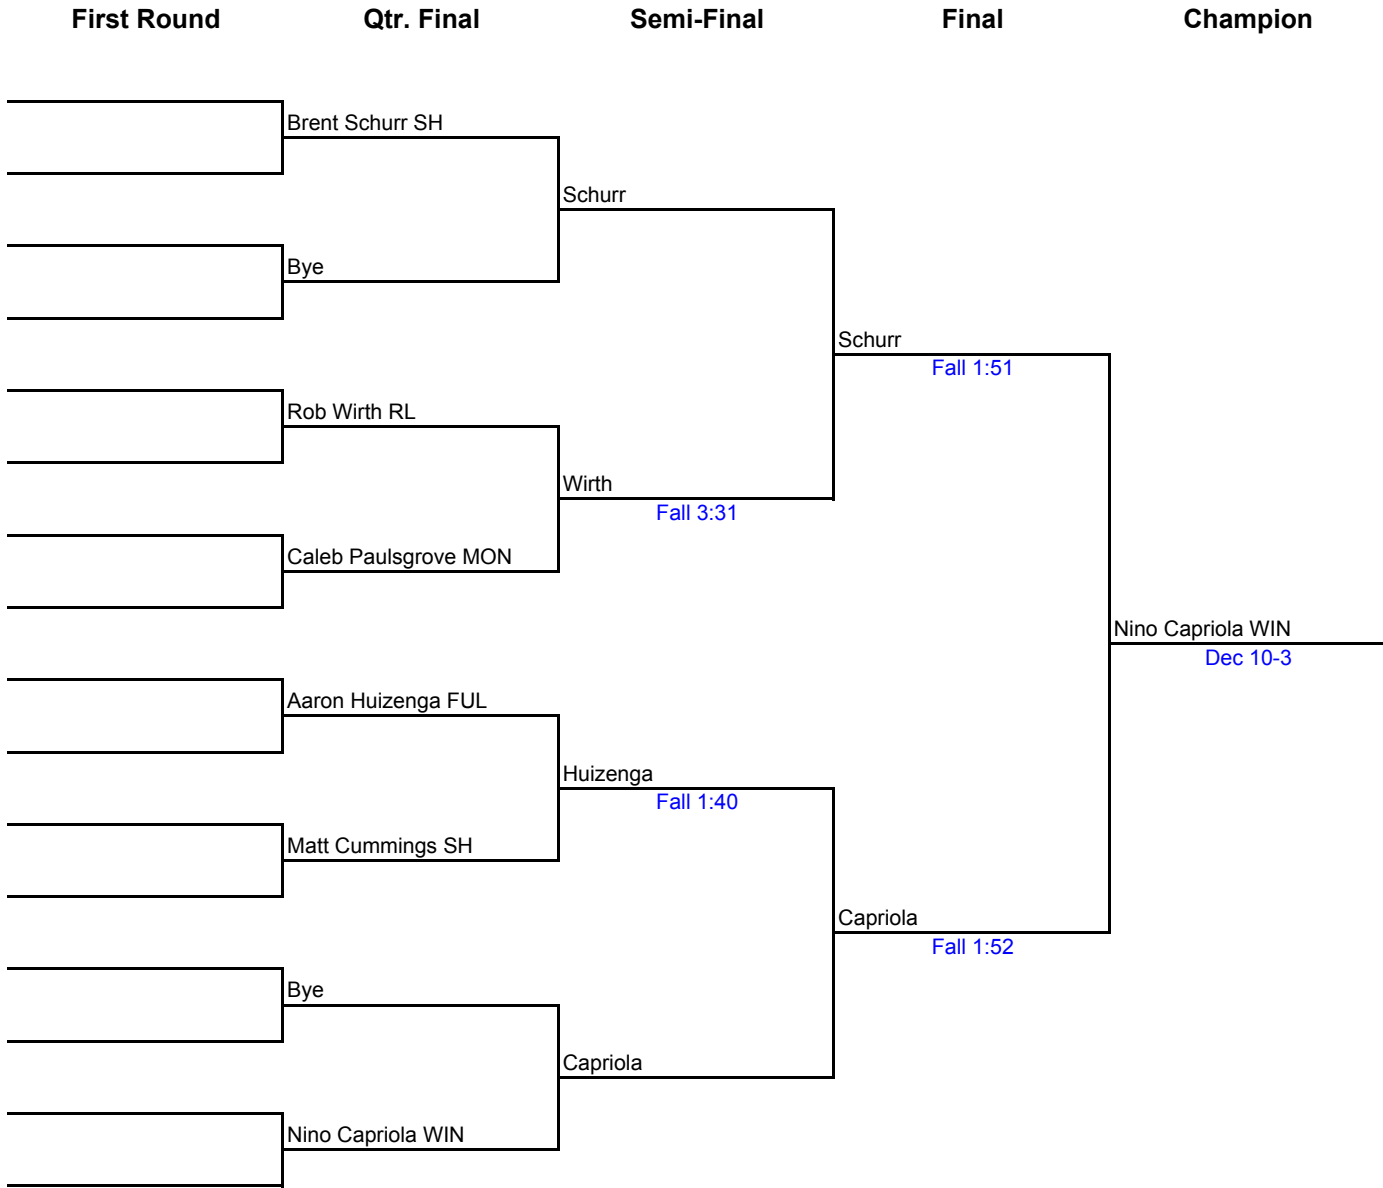 First Round Qtr. Final Semi-Final Final Champion
Brent Schurr SH
Schurr
Bye
Schurr
Fall 1:51
Rob Wirth RL
Wirth
Fall 3:31
Caleb Paulsgrove MON
Nino Capriola WIN
Dec 10-3
Aaron Huizenga FUL
Huizenga
Fall 1:40
Matt Cummings SH
Capriola
Fall 1:52
Bye
Capriola
Nino Capriola WIN